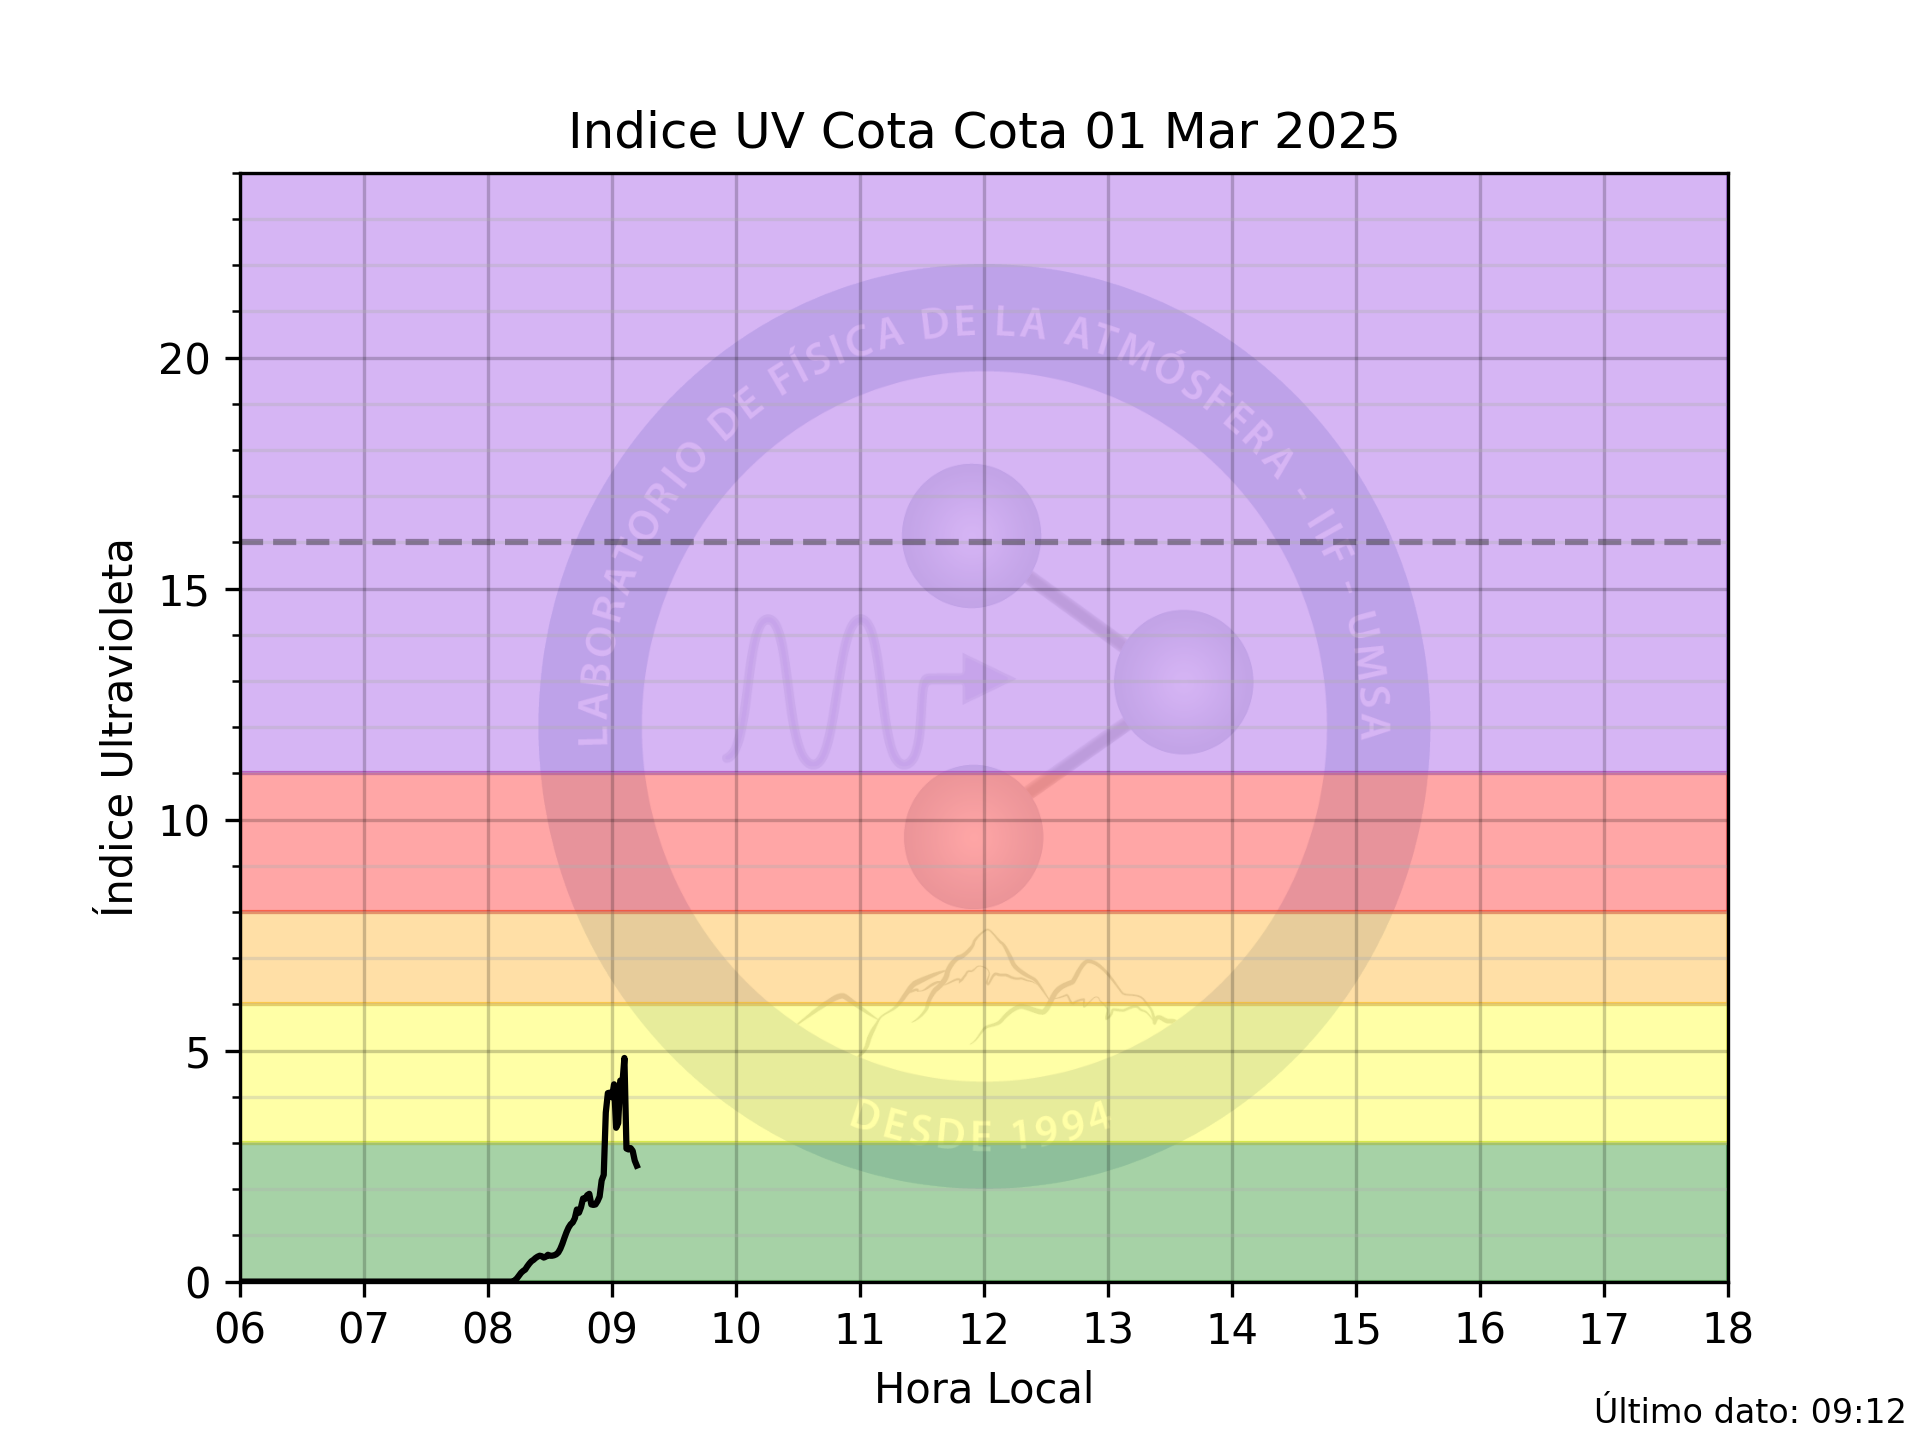 Indice UV Cota Cota 01 Mar 2025
20
15
10
5
0
Índice Ultravioleta
LABORATORIO DE FÍSICA DE LA ATMÓSFERA - IIF - UMSA
DESDE 1994
06 07 08 09 10 11 12 13 14 15 16 17 18
Hora Local
Último dato: 09:12